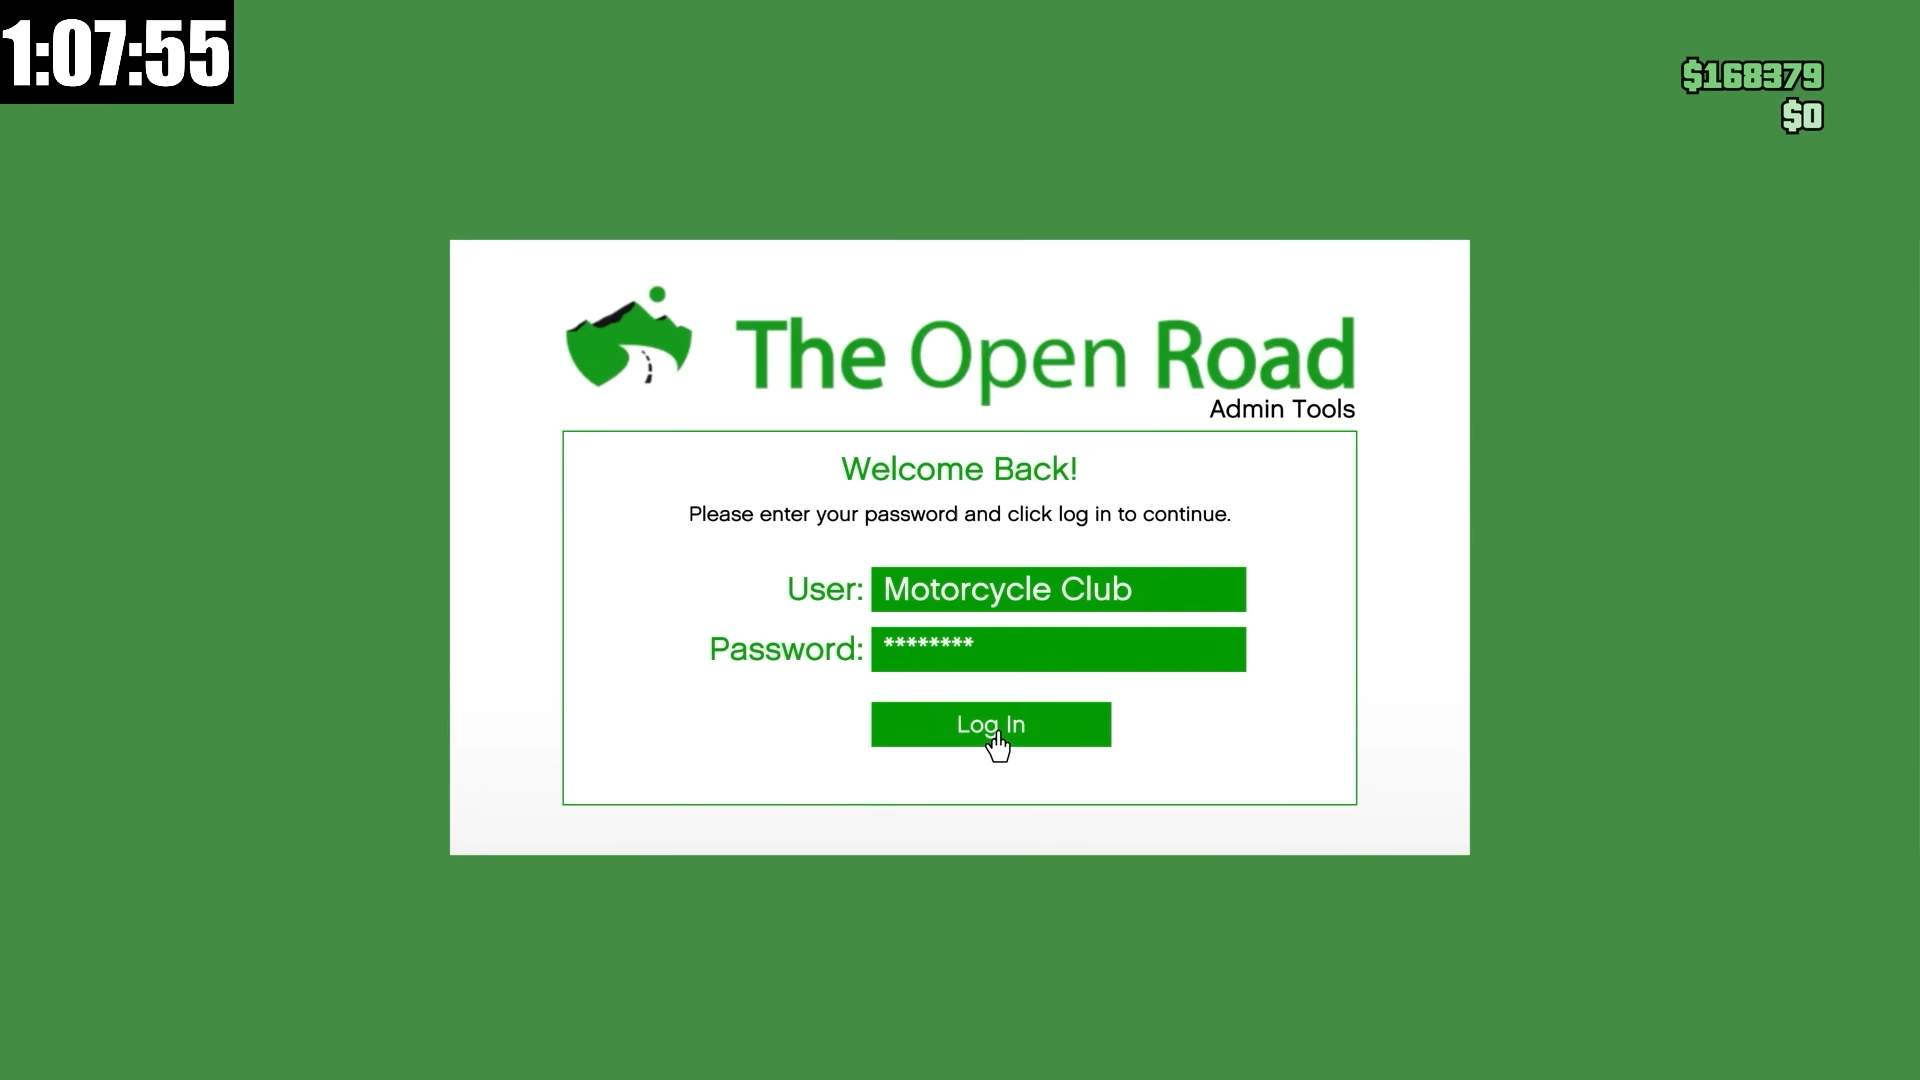 1:07:55
$168379
$0
The Open Road
Admin Tools
Welcome Back!
Please enter your password and click log in to continue.
User: Motorcycle Club
Password: ********
Log In